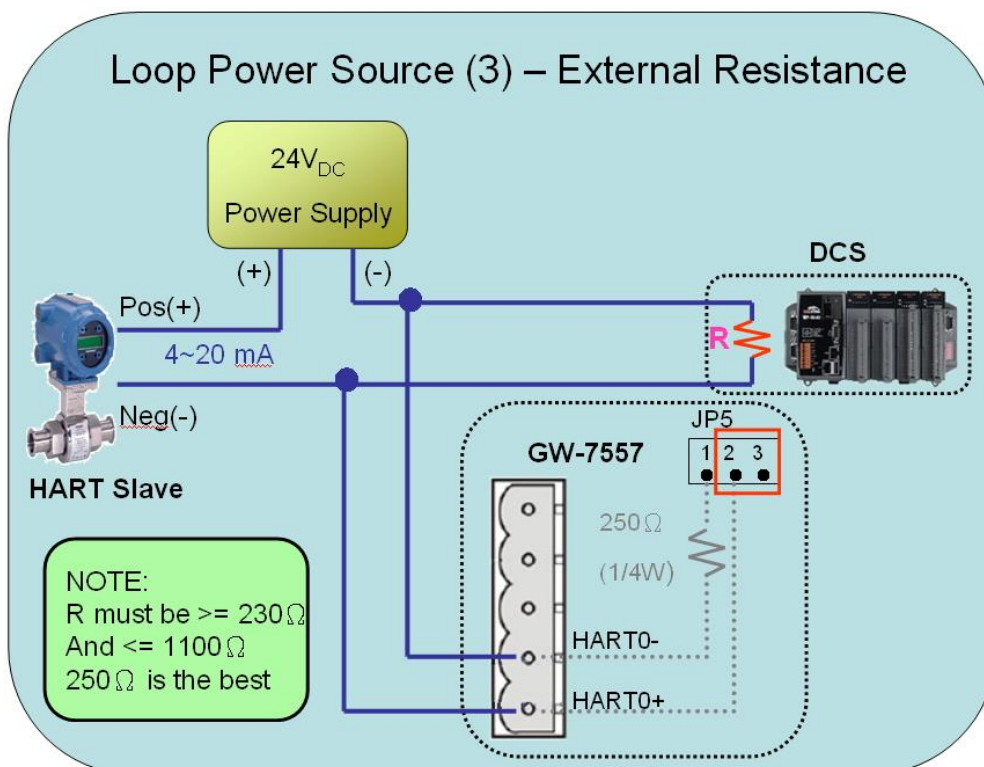 Loop Power Source (3) – External Resistance
24VDC
Power Supply
(+)
(-)
DCS
Pos(+)
4~20 mA
R
Neg(-)
HART Slave
JP5
1 2 3
GW-7557
250Ω
(1/4W)
NOTE:
R must be >= 230Ω
And <= 1100Ω
250Ω is the best
HART0-
HART0+